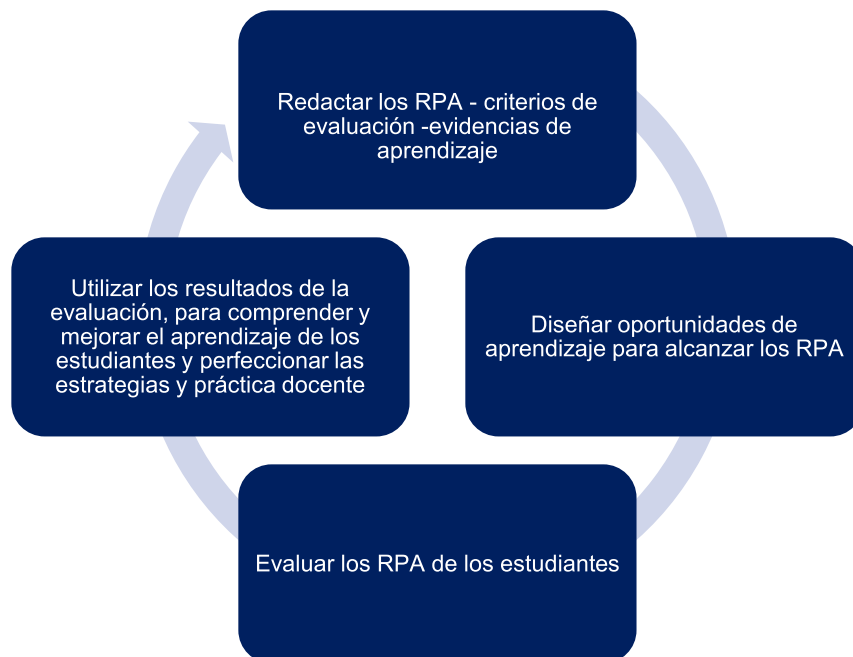 Redactar los RPA - criterios de
evaluación -evidencias de
aprendizaje
Diseñar oportunidades de
aprendizaje para alcanzar los RPA
Evaluar los RPA de los estudiantes
Utilizar los resultados de la
evaluación, para comprender y
mejorar el aprendizaje de los
estudiantes y perfeccionar las
estrategias y práctica docente